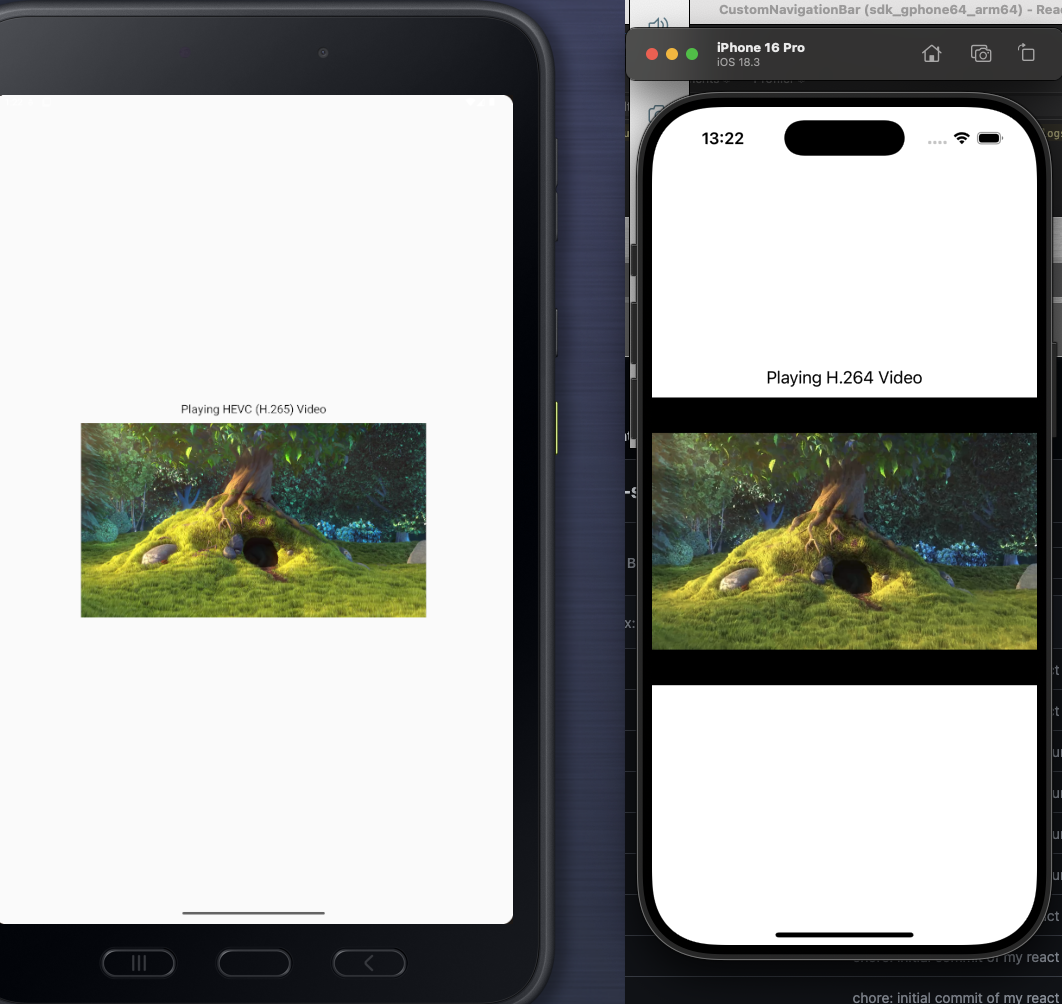 Playing HEVC (H.265) Video
CustomNavigationBar (sdk_gphone64_arm64) - Rea
iPhone 16 Pro
iOS 18.3
13:22
Playing H.264 Video
chore: initial commit of my react